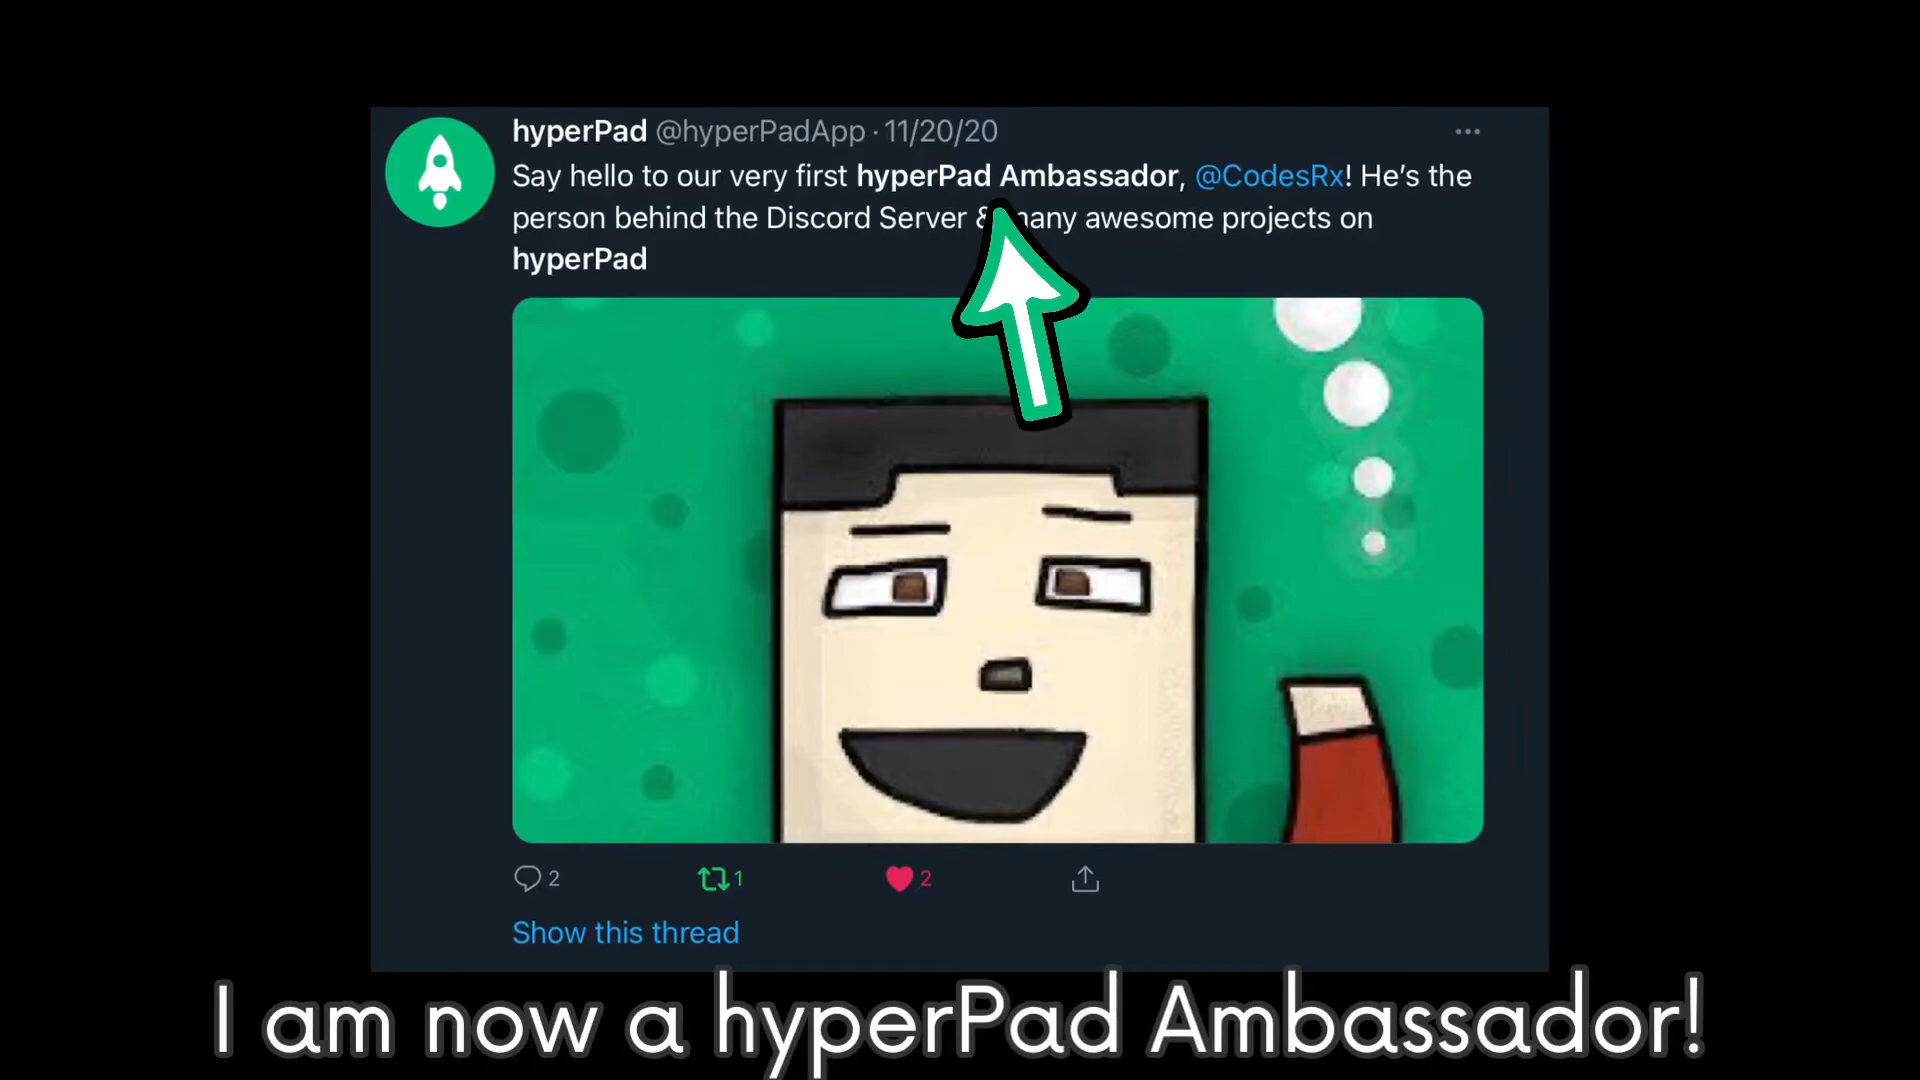 hyperPad @hyperPadApp · 11/20/20
Say hello to our very first hyperPad Ambassador, @CodesRx! He's the
person behind the Discord Server & many awesome projects on
hyperPad
2 1 2
Show this thread
I am now a hyperPad Ambassador!